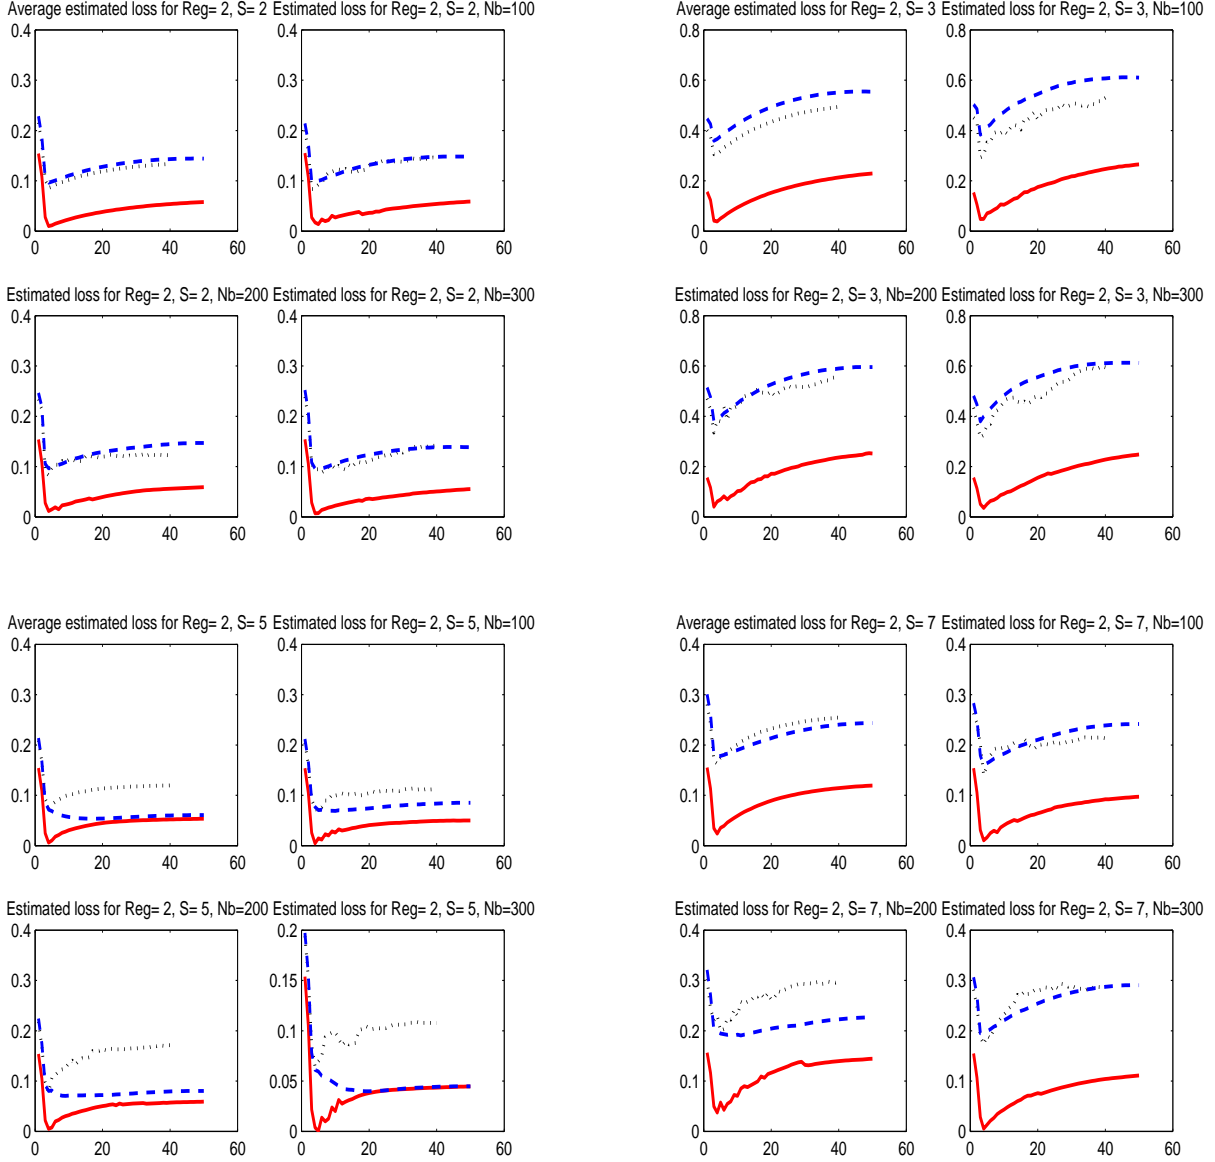 Average estimated loss for Reg= 2, S= 2
0.4
0.3
0.2
0.1
0
0 20 40 60
Estimated loss for Reg= 2, S= 2, Nb=100
0.4
0.3
0.2
0.1
0
0 20 40 60
Average estimated loss for Reg= 2, S= 3
0.8
0.6
0.4
0.2
0
0 20 40 60
Estimated loss for Reg= 2, S= 3, Nb=100
0.8
0.6
0.4
0.2
0
0 20 40 60
Estimated loss for Reg= 2, S= 2, Nb=200
0.4
0.3
0.2
0.1
0
0 20 40 60
Estimated loss for Reg= 2, S= 2, Nb=300
0.4
0.3
0.2
0.1
0
0 20 40 60
Estimated loss for Reg= 2, S= 3, Nb=200
0.8
0.6
0.4
0.2
0
0 20 40 60
Estimated loss for Reg= 2, S= 3, Nb=300
0.8
0.6
0.4
0.2
0
0 20 40 60
Average estimated loss for Reg= 2, S= 5
0.4
0.3
0.2
0.1
0
0 20 40 60
Estimated loss for Reg= 2, S= 5, Nb=100
0.4
0.3
0.2
0.1
0
0 20 40 60
Average estimated loss for Reg= 2, S= 7
0.4
0.3
0.2
0.1
0
0 20 40 60
Estimated loss for Reg= 2, S= 7, Nb=100
0.4
0.3
0.2
0.1
0
0 20 40 60
Estimated loss for Reg= 2, S= 5, Nb=200
0.4
0.3
0.2
0.1
0
0 20 40 60
Estimated loss for Reg= 2, S= 5, Nb=300
0.2
0.15
0.1
0.05
0
0 20 40 60
Estimated loss for Reg= 2, S= 7, Nb=200
0.4
0.3
0.2
0.1
0
0 20 40 60
Estimated loss for Reg= 2, S= 7, Nb=300
0.4
0.3
0.2
0.1
0
0 20 40 60